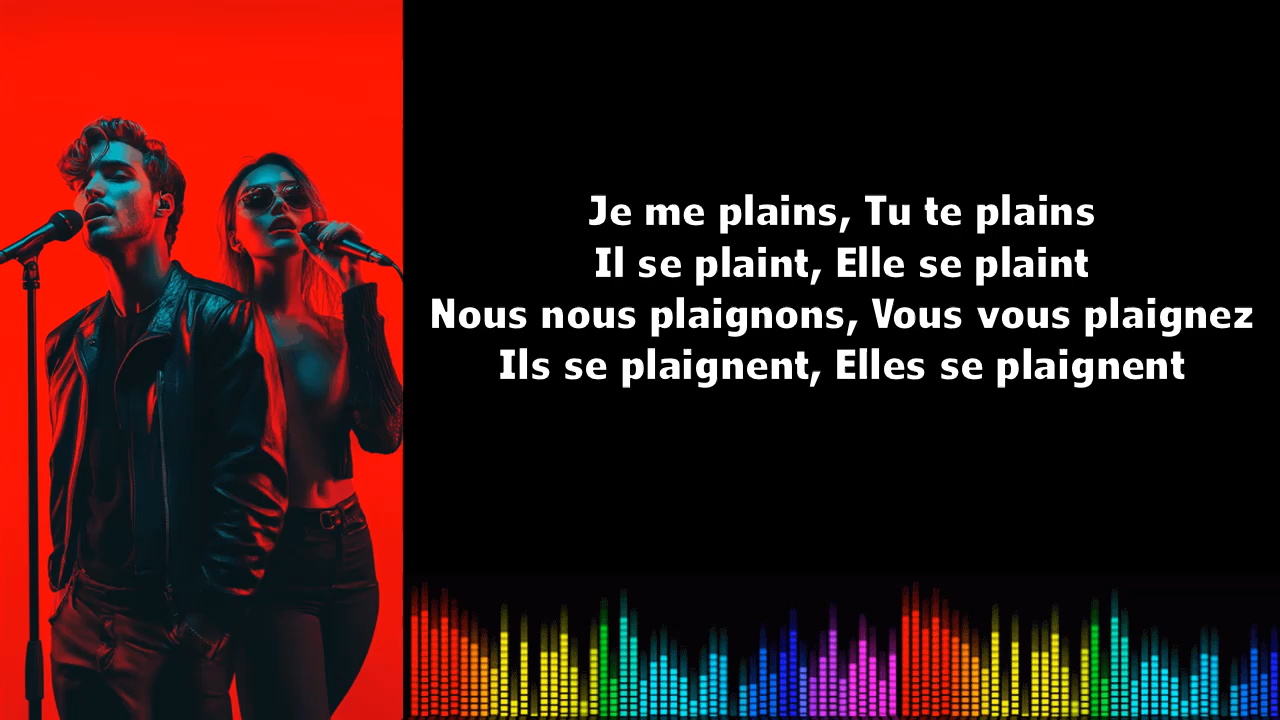 Je me plains, Tu te plains
Il se plaint, Elle se plaint
Nous nous plaignons, Vous vous plaignez
Ils se plaignent, Elles se plaignent